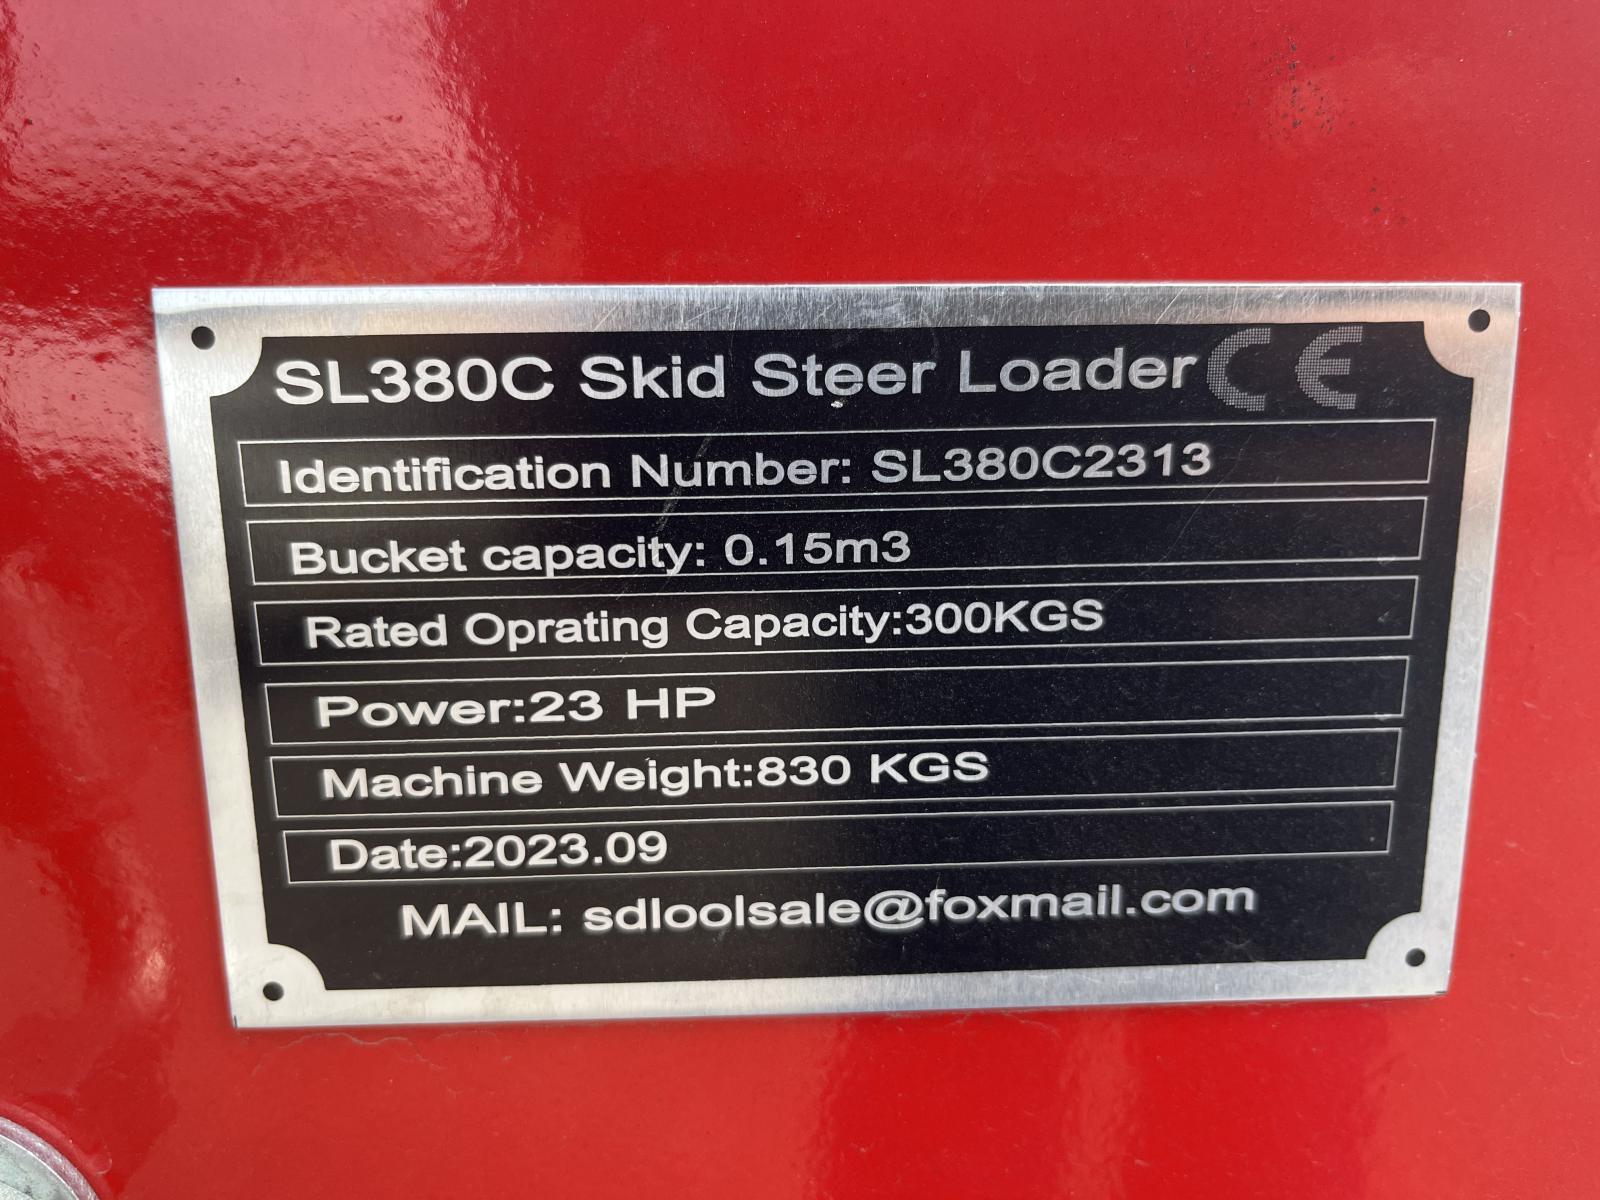 SL380C Skid Steer Loader CE
Identification Number: SL380C2313
Bucket capacity: 0.15m3
Rated Oprating Capacity:300KGS
Power:23 HP
Machine Weight:830 KGS
Date:2023.09
MAIL: sdloolsale@foxmail.com